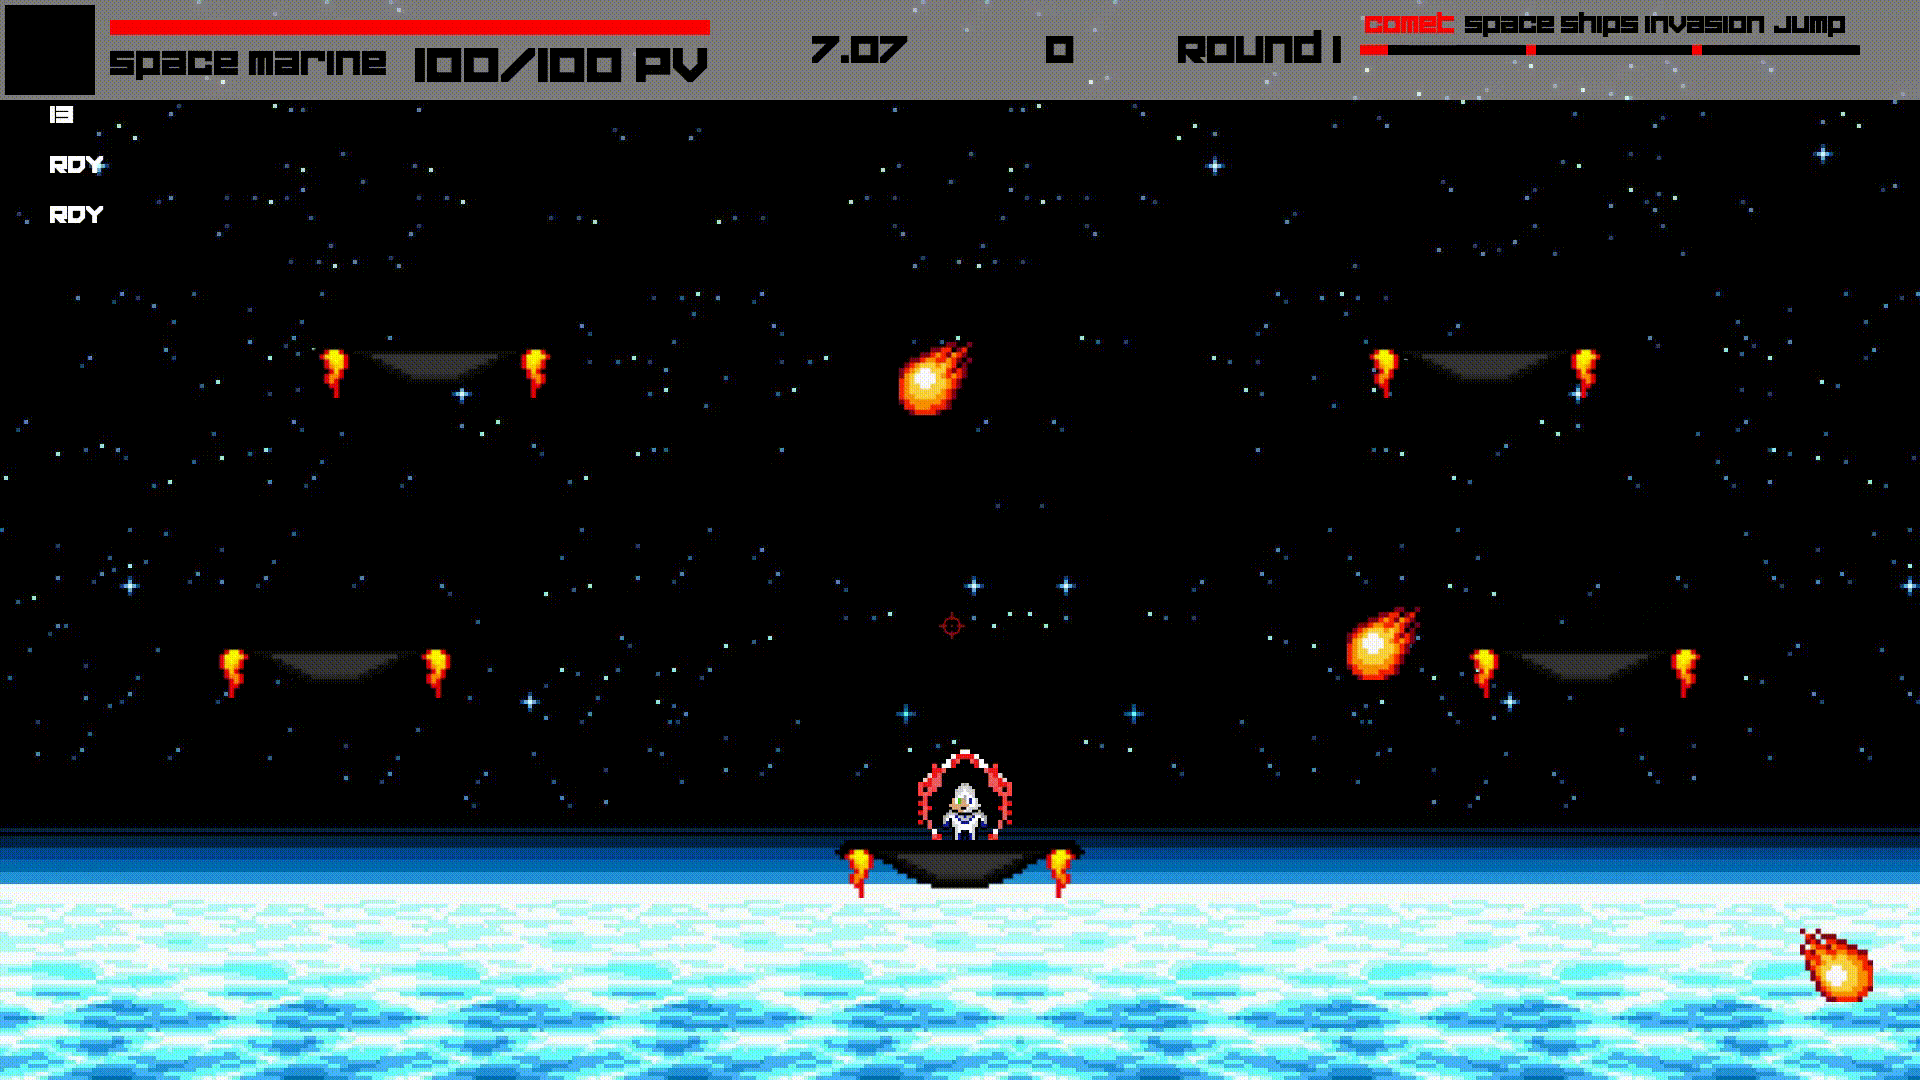 comet space ships invasion jump
space marine 100/100 PV 7.07 0 Round 1
13
RDY
RDY